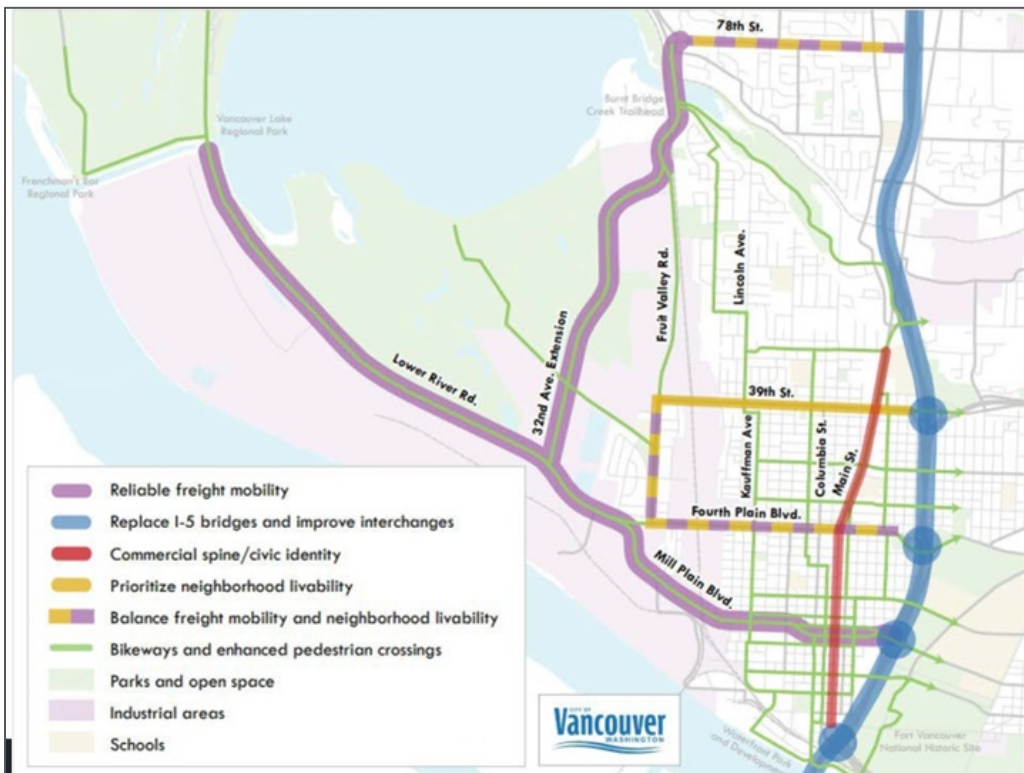 78th St.
Burnt Bridge
Creek Trailhead
Vancouver Lake
Regional Park
Frenchman's Bar
Regional Park
Lincoln Ave.
Fruit Valley Rd.
32nd Ave. Extension
Lower River Rd.
39th St.
Kauffman Ave
Columbia St.
Main St.
Fourth Plain Blvd.
Mill Plain Blvd.
Reliable freight mobility
Replace I-5 bridges and improve interchanges
Commercial spine/civic identity
Prioritize neighborhood livability
Balance freight mobility and neighborhood livability
Bikeways and enhanced pedestrian crossings
Parks and open space
Industrial areas
Schools
CITY OF
Vancouver
WASHINGTON
Waterfront Park
and Development
Fort Vancouver
National Historic Site